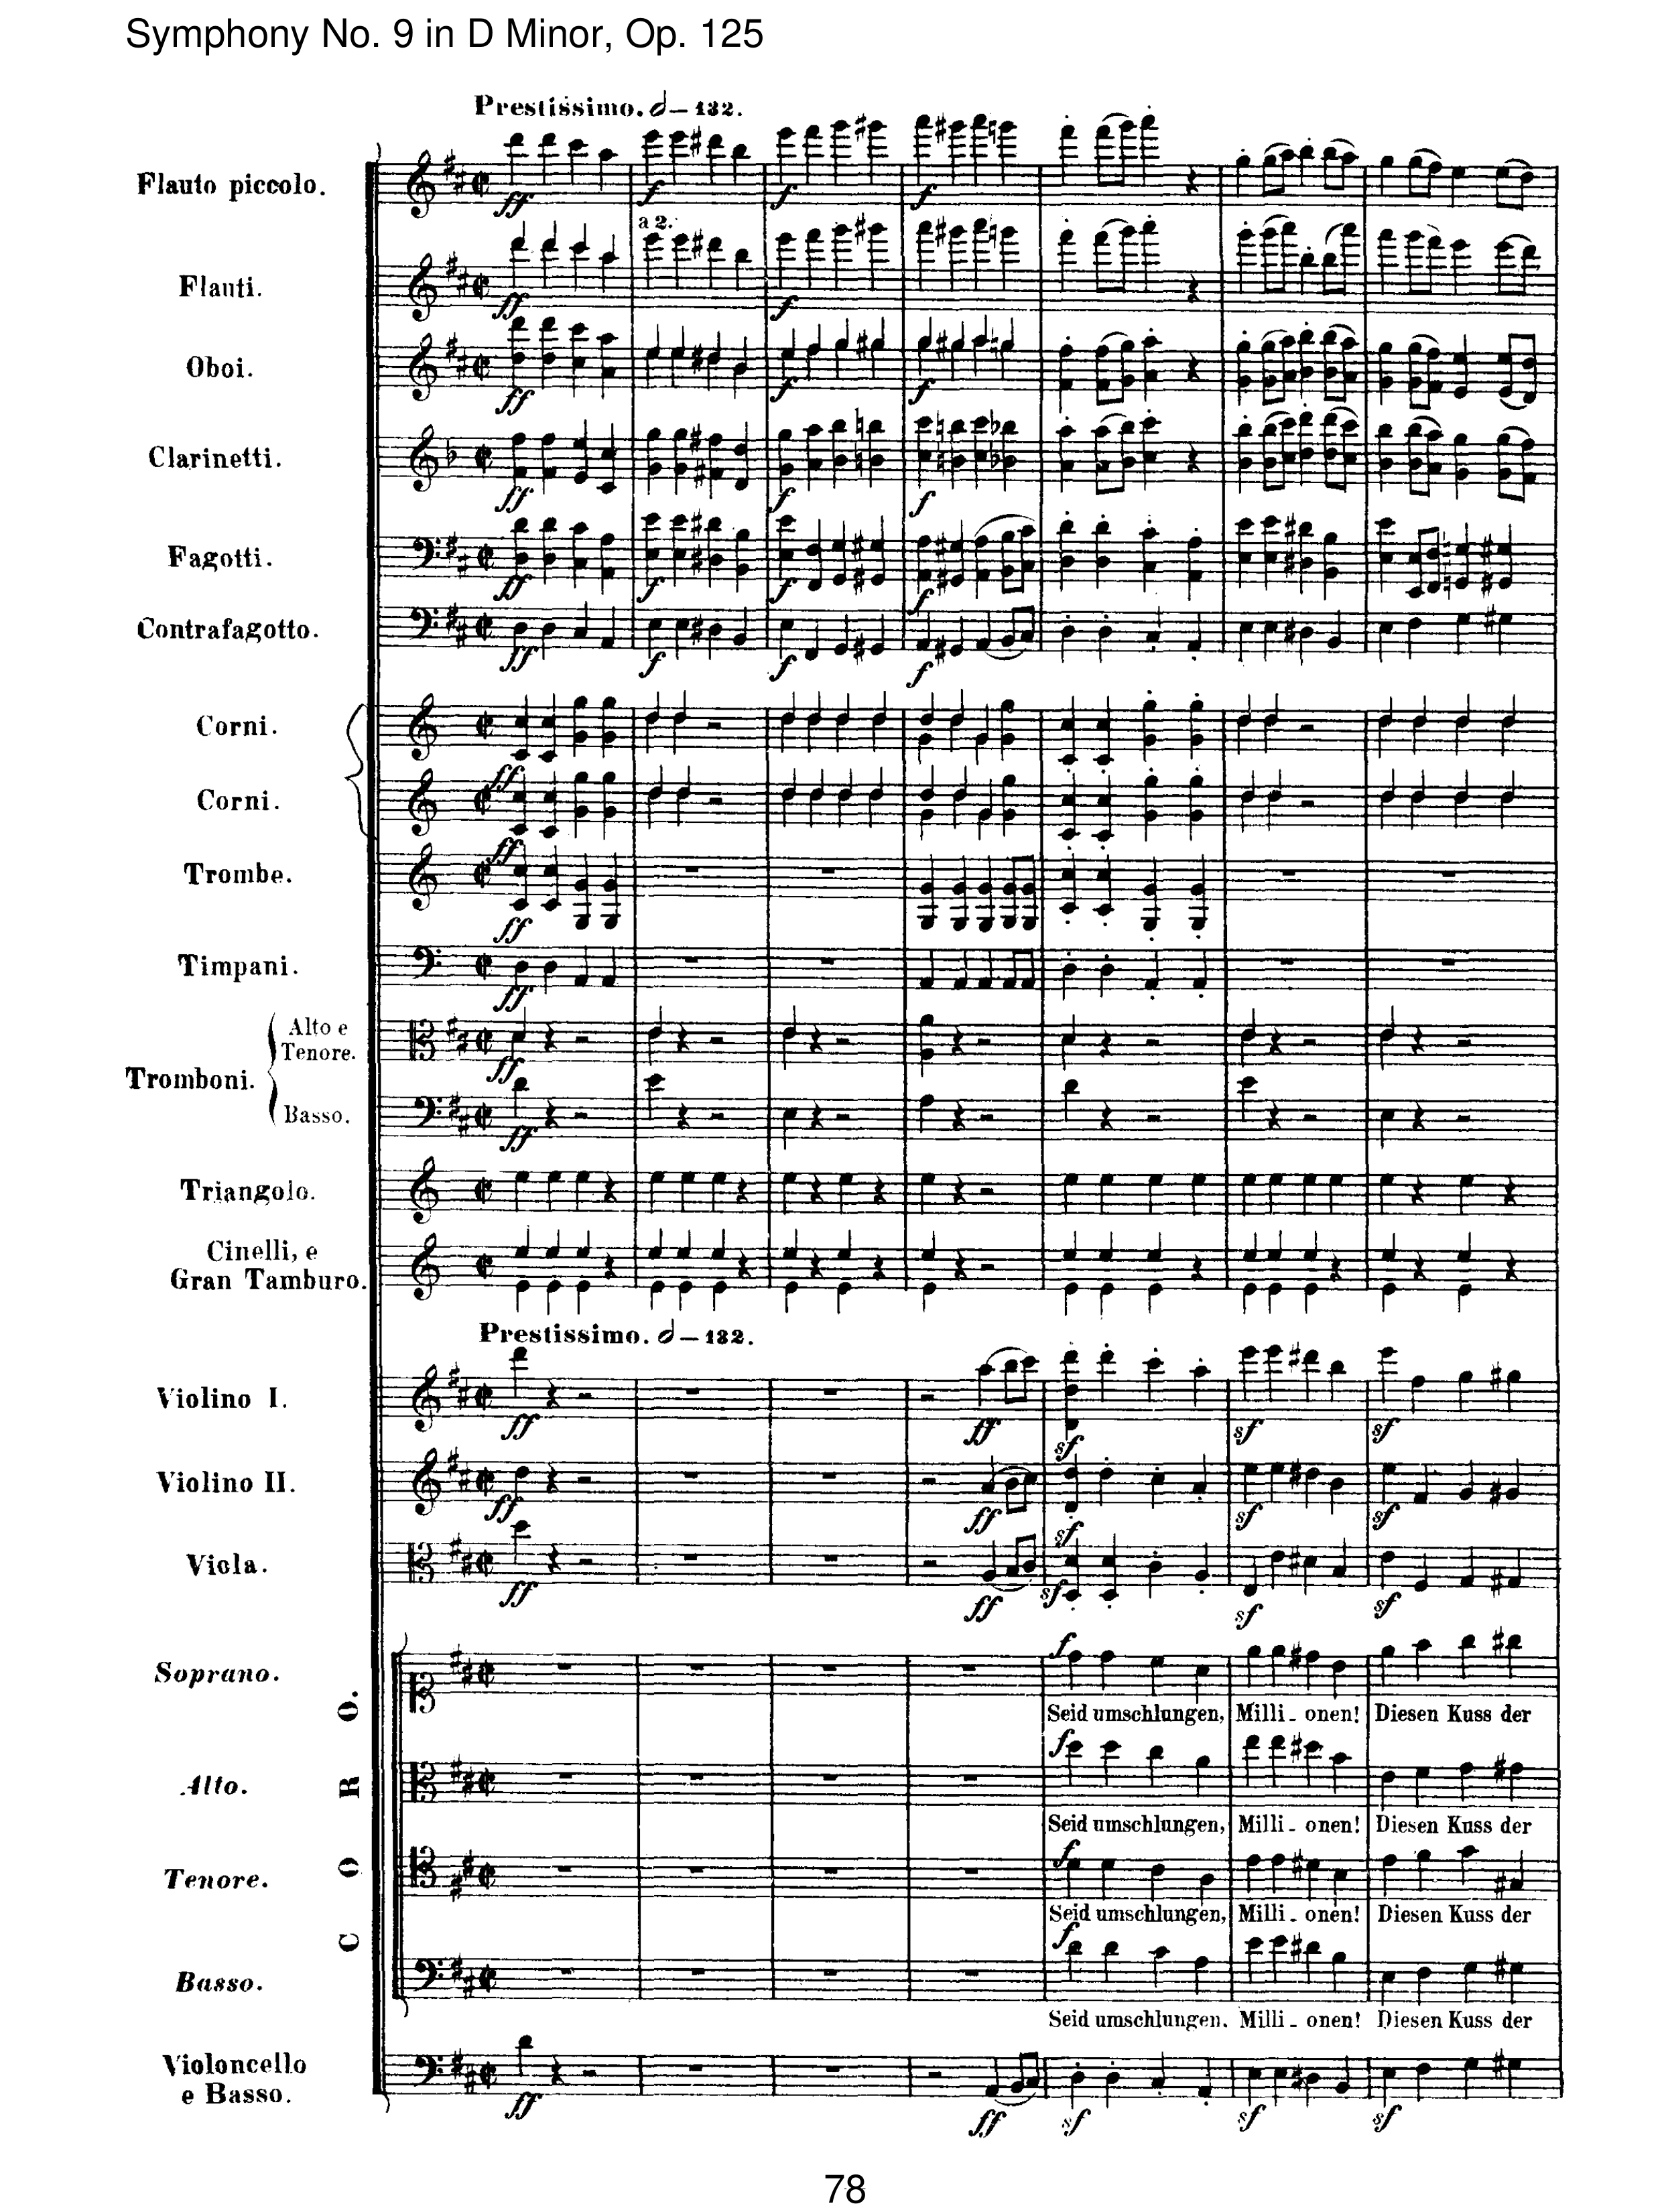 Symphony No. 9 in D Minor, Op. 125
Prestissimo. 𝅗𝅥 – 132.
Flauto piccolo.
ff f f f
a 2.
Flauti.
ff f
Oboi.
ff f f
Clarinetti.
ff f f
Fagotti.
ff f f f
Contrafagotto.
ff f f f
Corni.
ff
Corni.
ff
Trombe.
ff
Timpani.
ff
Tromboni.
Alto e
Tenore.
ff
Basso.
ff
Triangolo.
Cinelli, e
Gran Tamburo.
Prestissimo. 𝅗𝅥 – 132.
Violino I.
ff ff sf sf sf
Violino II.
ff ff sf sf sf
Viola.
ff ff sf sf sf
CORO.
Soprano.
f
Seid umschlungen, Milli - onen! Diesen Kuss der
Alto.
f
Seid umschlungen, Milli - onen! Diesen Kuss der
Tenore.
f
Seid umschlungen, Milli - onen! Diesen Kuss der
Basso.
f
Seid umschlungen. Milli - onen! Diesen Kuss der
Violoncello
e Basso.
ff ff sf sf sf
78